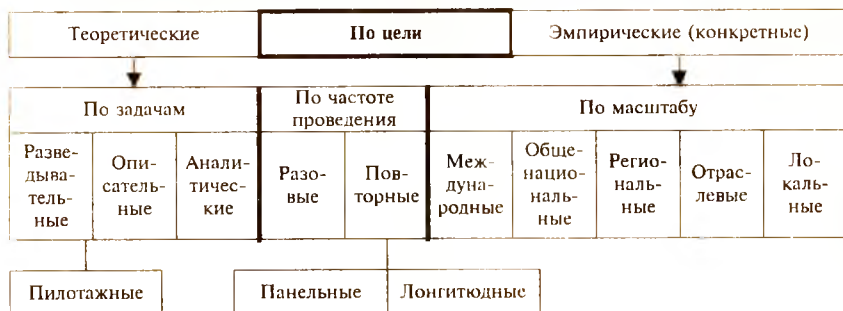 Теоретические
По цели
Эмпирические (конкретные)
По задачам
По частоте
проведения
По масштабу
Разве-
дыва-
тель-
ные
Опи-
сатель-
ные
Анали-
тичес-
кие
Разо-
вые
Пов-
торные
Меж-
дуна-
родные
Обще-
нацио-
наль-
ные
Регио-
наль-
ные
Отрас-
левые
Ло-
каль-
ные
Пилотажные
Панельные
Лонгитюдные